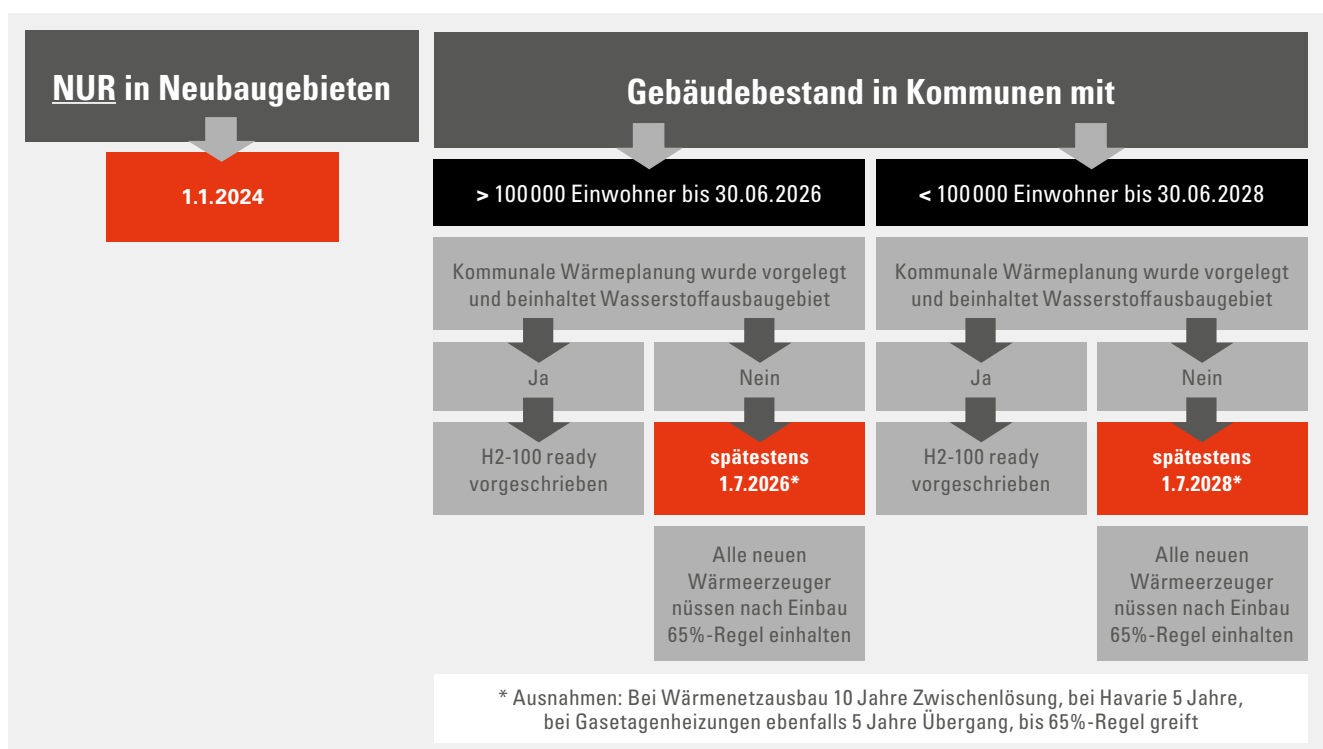 NUR in Neubaugebieten
1.1.2024
Gebäudebestand in Kommunen mit
> 100 000 Einwohner bis 30.06.2026
Kommunale Wärmeplanung wurde vorgelegt
und beinhaltet Wasserstoffausbaugebiet
Ja
Nein
H2-100 ready
vorgeschrieben
spätestens
1.7.2026*
Alle neuen
Wärmeerzeuger
nüssen nach Einbau
65%-Regel einhalten
< 100 000 Einwohner bis 30.06.2028
Kommunale Wärmeplanung wurde vorgelegt
und beinhaltet Wasserstoffausbaugebiet
Ja
Nein
H2-100 ready
vorgeschrieben
spätestens
1.7.2028*
Alle neuen
Wärmeerzeuger
nüssen nach Einbau
65%-Regel einhalten
* Ausnahmen: Bei Wärmenetzausbau 10 Jahre Zwischenlösung, bei Havarie 5 Jahre,
bei Gasetagenheizungen ebenfalls 5 Jahre Übergang, bis 65%-Regel greift